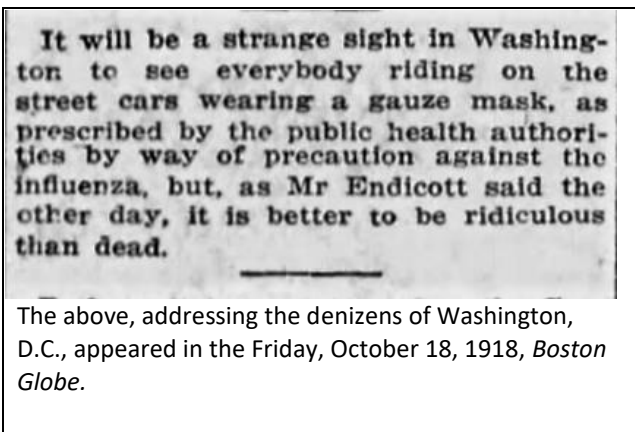 It will be a strange sight in Washing-
ton to see everybody riding on the
street cars wearing a gauze mask, as
prescribed by the public health authori-
ties by way of precaution against the
influenza, but, as Mr Endicott said the
other day, it is better to be ridiculous
than dead.
The above, addressing the denizens of Washington,
D.C., appeared in the Friday, October 18, 1918, Boston
Globe.